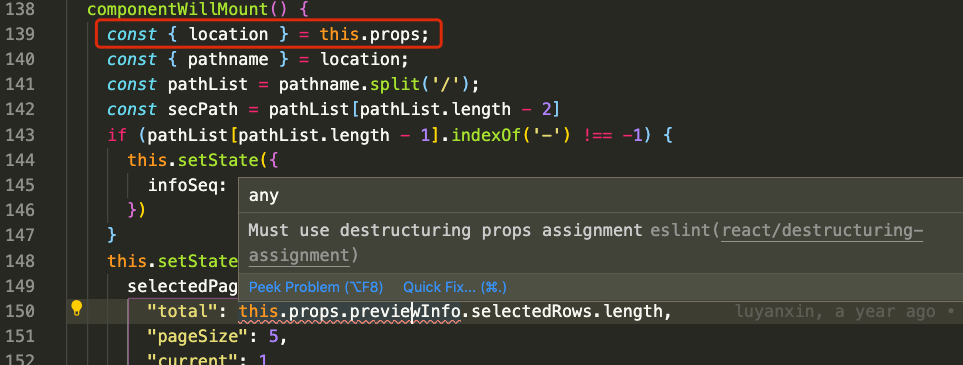 138 componentWillMount() {
139 const { location } = this.props;
140 const { pathname } = location;
141 const pathList = pathname.split('/');
142 const secPath = pathList[pathList.length - 2]
143 if (pathList[pathList.length - 1].indexOf('-') !== -1) {
144 this.setState({
145 infoSeq:
any
146 })
Must use destructuring props assignment eslint(react/destructuring-
147 }
assignment)
148 this.setState
149 selectedPag
Peek Problem (⌥F8) Quick Fix... (⌘.)
150 "total": this.props.previewInfo.selectedRows.length, luyanxin, a year ago •
151 "pageSize": 5,
152 "current": 1